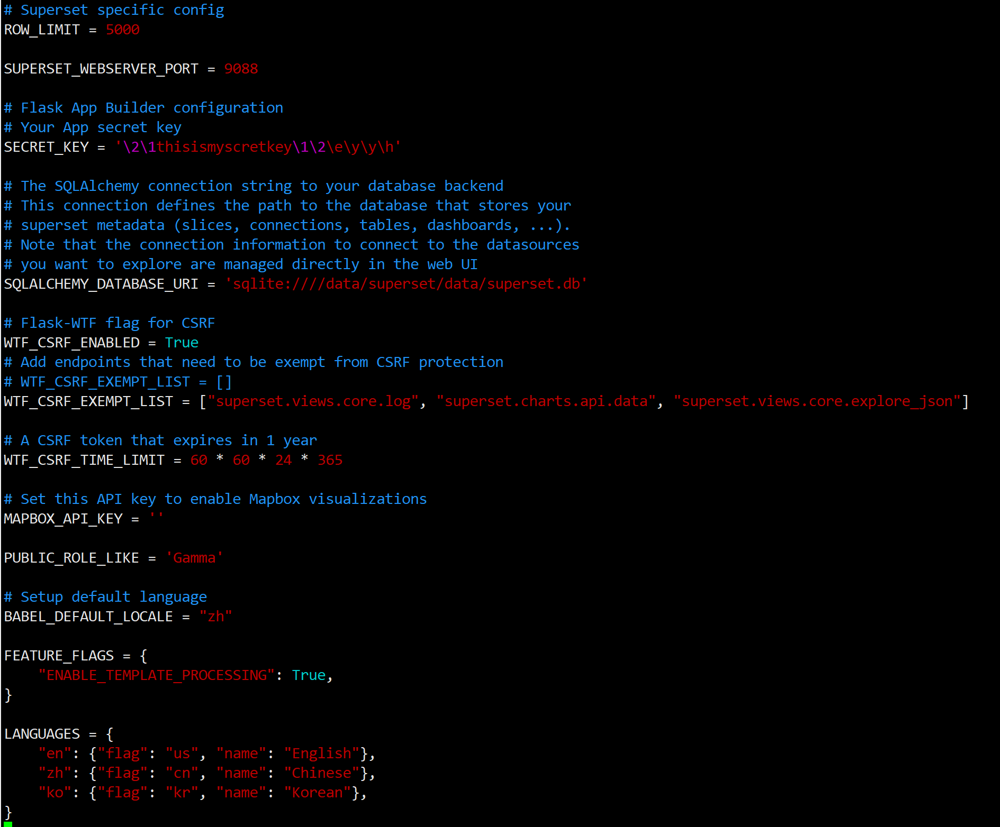 # Superset specific config
ROW_LIMIT = 5000
SUPERSET_WEBSERVER_PORT = 9088
# Flask App Builder configuration
# Your App secret key
SECRET_KEY = '\2\1thisismyscretkey\1\2\e\y\y\h'
# The SQLAlchemy connection string to your database backend
# This connection defines the path to the database that stores your
# superset metadata (slices, connections, tables, dashboards, ...).
# Note that the connection information to connect to the datasources
# you want to explore are managed directly in the web UI
SQLALCHEMY_DATABASE_URI = 'sqlite:////data/superset/data/superset.db'
# Flask-WTF flag for CSRF
WTF_CSRF_ENABLED = True
# Add endpoints that need to be exempt from CSRF protection
# WTF_CSRF_EXEMPT_LIST = []
WTF_CSRF_EXEMPT_LIST = ["superset.views.core.log", "superset.charts.api.data", "superset.views.core.explore_json"]
# A CSRF token that expires in 1 year
WTF_CSRF_TIME_LIMIT = 60 * 60 * 24 * 365
# Set this API key to enable Mapbox visualizations
MAPBOX_API_KEY = ''
PUBLIC_ROLE_LIKE = 'Gamma'
# Setup default language
BABEL_DEFAULT_LOCALE = "zh"
FEATURE_FLAGS = {
    "ENABLE_TEMPLATE_PROCESSING": True,
}
LANGUAGES = {
    "en": {"flag": "us", "name": "English"},
    "zh": {"flag": "cn", "name": "Chinese"},
    "ko": {"flag": "kr", "name": "Korean"},
}